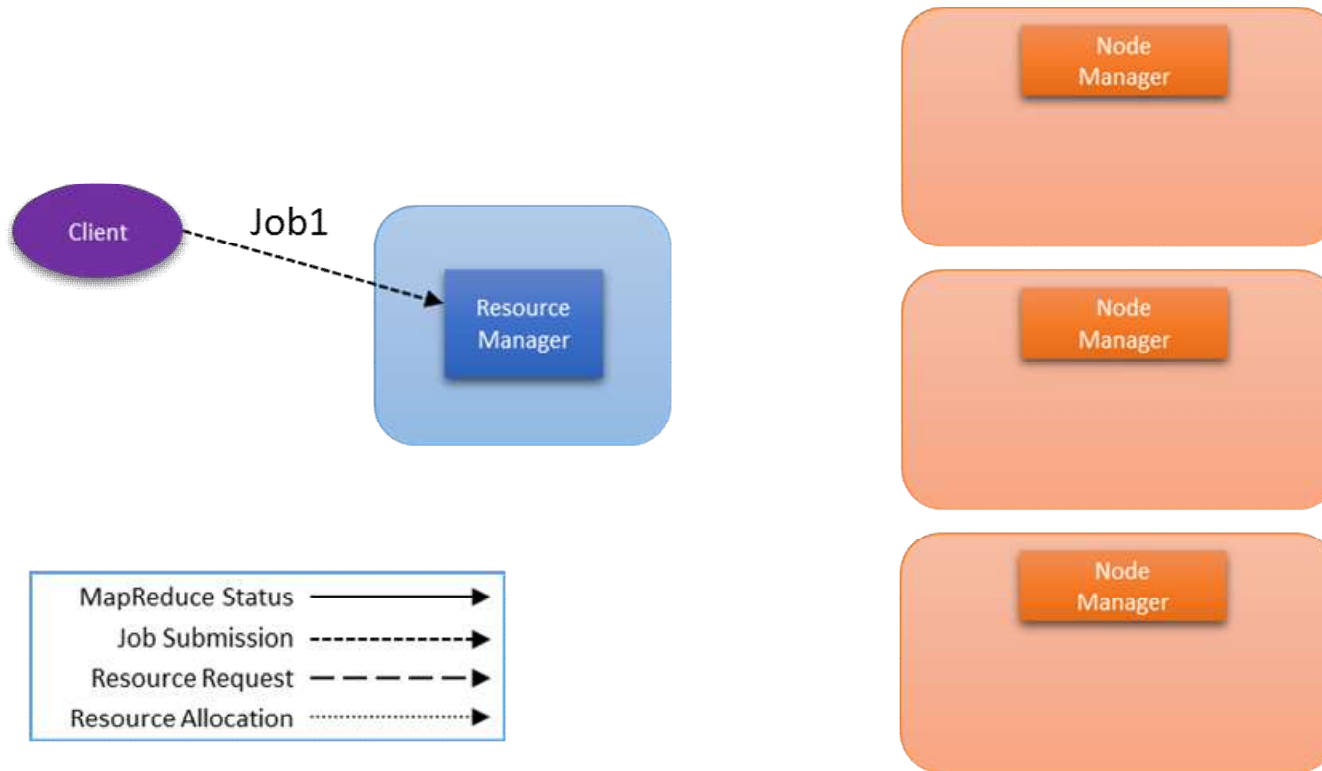 Node
Manager
Client
Job1
Resource
Manager
Node
Manager
Node
Manager
MapReduce Status
Job Submission
Resource Request
Resource Allocation